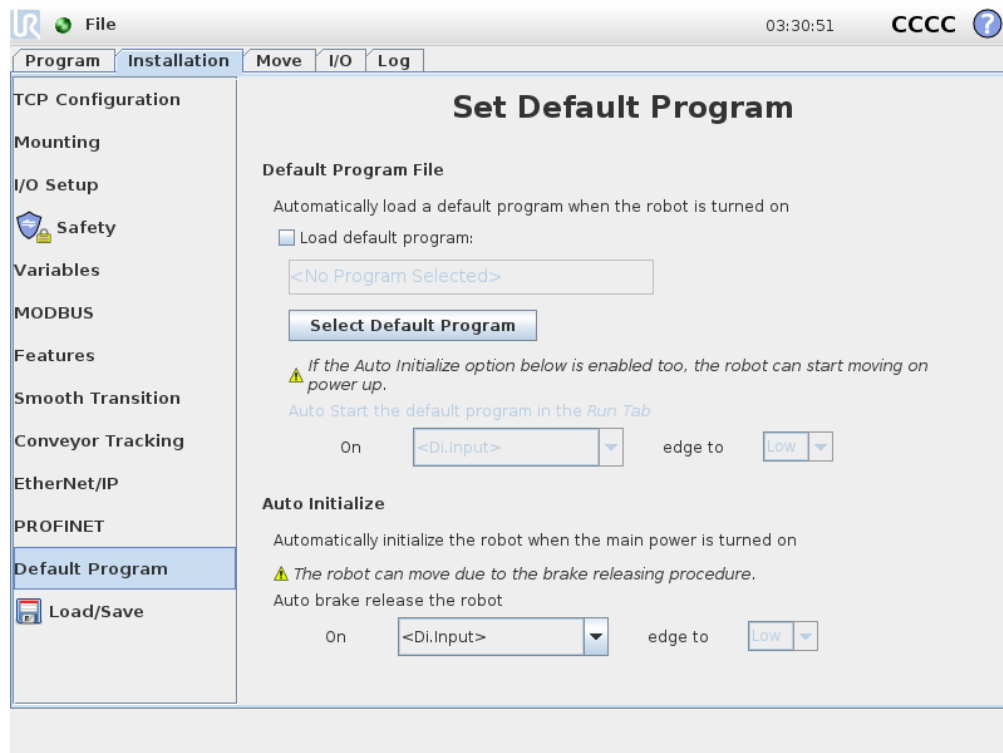 UR File 03:30:51 CCCC ?
Program Installation Move I/O Log
TCP Configuration
Mounting
I/O Setup
Safety
Variables
MODBUS
Features
Smooth Transition
Conveyor Tracking
EtherNet/IP
PROFINET
Default Program
Load/Save
Set Default Program
Default Program File
Automatically load a default program when the robot is turned on
Load default program:
<No Program Selected>
Select Default Program
If the Auto Initialize option below is enabled too, the robot can start moving on
power up.
Auto Start the default program in the Run Tab
On <Di.Input> edge to Low
Auto Initialize
Automatically initialize the robot when the main power is turned on
The robot can move due to the brake releasing procedure.
Auto brake release the robot
On <Di.Input> edge to Low